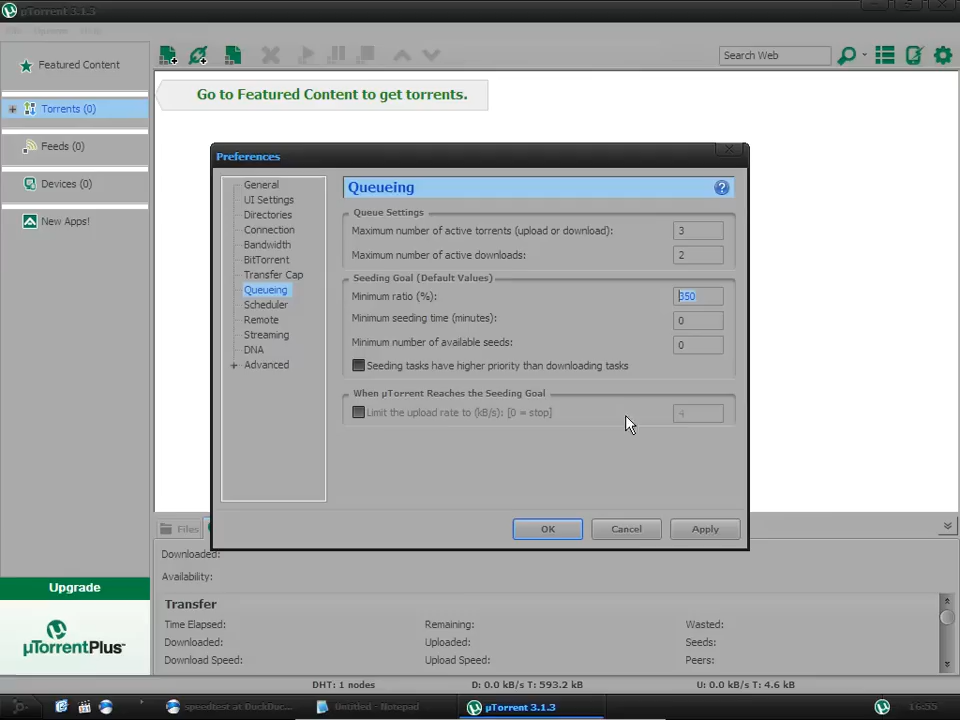 µTorrent 3.1.3
File Options Help
Search Web
Featured Content
Go to Featured Content to get torrents.
Torrents (0)
Feeds (0)
Devices (0)
New Apps!
Preferences
General
UI Settings
Directories
Connection
Bandwidth
BitTorrent
Transfer Cap
Queueing
Scheduler
Remote
Streaming
DNA
Advanced
Queueing
Queue Settings
Maximum number of active torrents (upload or download): 3
Maximum number of active downloads: 2
Seeding Goal (Default Values)
Minimum ratio (%): 350
Minimum seeding time (minutes): 0
Minimum number of available seeds: 0
Seeding tasks have higher priority than downloading tasks
When µTorrent Reaches the Seeding Goal
Limit the upload rate to (kB/s): [0 = stop] 4
OK Cancel Apply
Files
Downloaded:
Availability:
Upgrade
µTorrentPlus
Transfer
Time Elapsed: Remaining: Wasted:
Downloaded: Uploaded: Seeds:
Download Speed: Upload Speed: Peers:
DHT: 1 nodes D: 0.0 kB/s T: 593.2 kB U: 0.0 kB/s T: 4.6 kB
speedtest at DuckDuc... Untitled - Notepad µTorrent 3.1.3 16:55